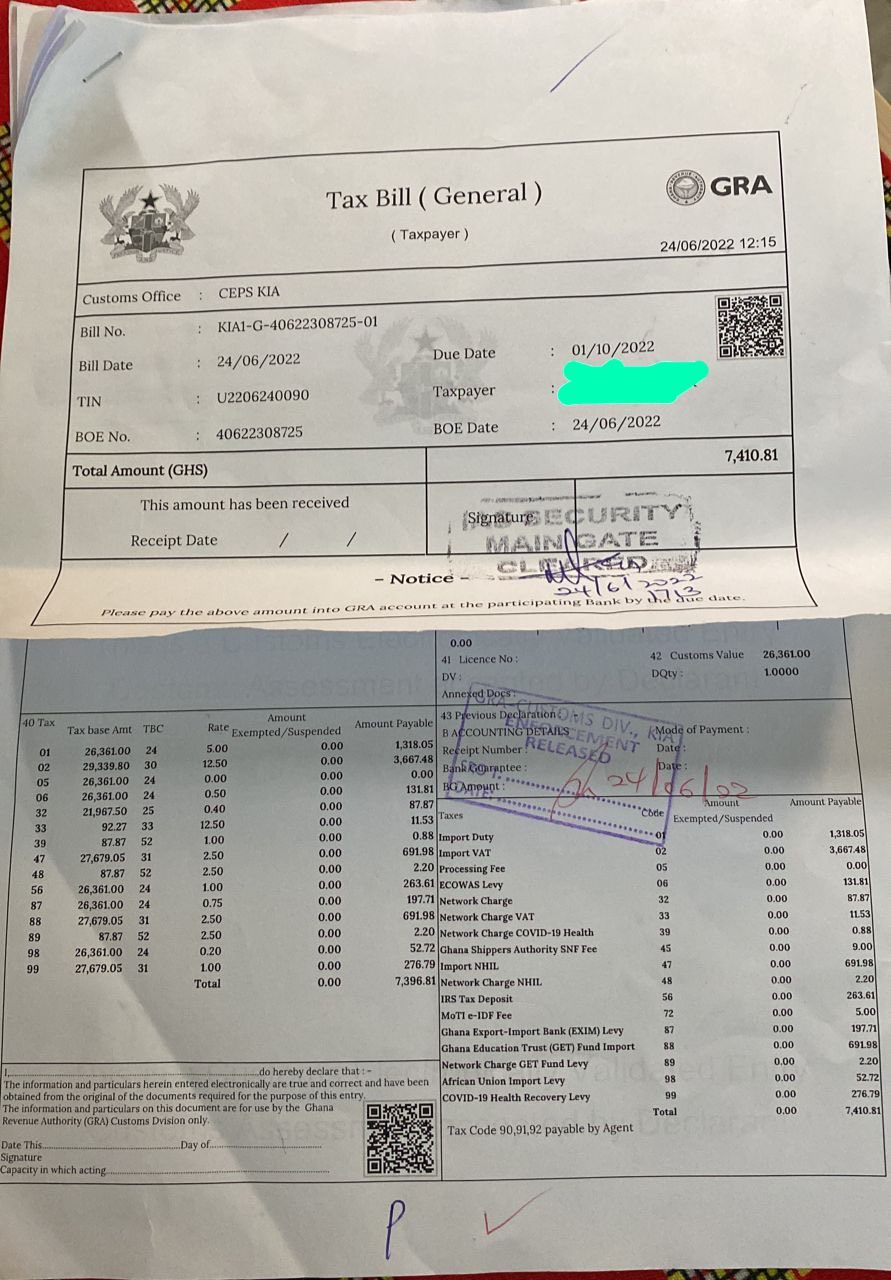 Tax Bill ( General )
( Taxpayer )
GRA
24/06/2022 12:15
Customs Office : CEPS KIA
Bill No. : KIA1-G-40622308725-01
Bill Date : 24/06/2022 Due Date : 01/10/2022
TIN : U2206240090 Taxpayer :
BOE No. : 40622308725 BOE Date : 24/06/2022
Total Amount (GHS) 7,410.81
This amount has been received Signature
Receipt Date / /
SECURITY
MAIN GATE
CLEARED
24/6/2022
1713
– Notice –
Please pay the above amount into GRA account at the participating Bank by the due date.
0.00
41 Licence No : 42 Customs Value 26,361.00
DV : DQty : 1.0000
Annexed Docs :
43 Previous Declaration : -
B ACCOUNTING DETAILS Mode of Payment :
Receipt Number : Date :
Bank Guarantee : Date :
BG Amount :
GRA-CUSTOMS DIV., KIA
ENFORCEMENT
RELEASED
DATE:
24/06/22
40 Tax Tax base Amt TBC Rate Amount Exempted/Suspended Amount Payable
01 26,361.00 24 5.00 0.00 1,318.05
02 29,339.80 30 12.50 0.00 3,667.48
05 26,361.00 24 0.00 0.00 0.00
06 26,361.00 24 0.50 0.00 131.81
32 21,967.50 25 0.40 0.00 87.87
33 92.27 33 12.50 0.00 11.53
39 87.87 52 1.00 0.00 0.88
47 27,679.05 31 2.50 0.00 691.98
48 87.87 52 2.50 0.00 2.20
56 26,361.00 24 1.00 0.00 263.61
87 26,361.00 24 0.75 0.00 197.71
88 27,679.05 31 2.50 0.00 691.98
89 87.87 52 2.50 0.00 2.20
98 26,361.00 24 0.20 0.00 52.72
99 27,679.05 31 1.00 0.00 276.79
Total 0.00 7,396.81
Taxes Code Amount Exempted/Suspended Amount Payable
Import Duty 01 0.00 1,318.05
Import VAT 02 0.00 3,667.48
Processing Fee 05 0.00 0.00
ECOWAS Levy 06 0.00 131.81
Network Charge 32 0.00 87.87
Network Charge VAT 33 0.00 11.53
Network Charge COVID-19 Health 39 0.00 0.88
Ghana Shippers Authority SNF Fee 45 0.00 9.00
Import NHIL 47 0.00 691.98
Network Charge NHIL 48 0.00 2.20
IRS Tax Deposit 56 0.00 263.61
MoTI e-IDF Fee 72 0.00 5.00
Ghana Export-Import Bank (EXIM) Levy 87 0.00 197.71
Ghana Education Trust (GET) Fund Import 88 0.00 691.98
Network Charge GET Fund Levy 89 0.00 2.20
African Union Import Levy 98 0.00 52.72
COVID-19 Health Recovery Levy 99 0.00 276.79
Total 0.00 7,410.81
Tax Code 90,91,92 payable by Agent
I,...............do hereby declare that : -
The information and particulars herein entered electronically are true and correct and have been
obtained from the original of the documents required for the purpose of this entry.
The information and particulars on this document are for use by the Ghana
Revenue Authority (GRA) Customs Dvision only.
Date This...............Day of...............
Signature
Capacity in which acting...............
P